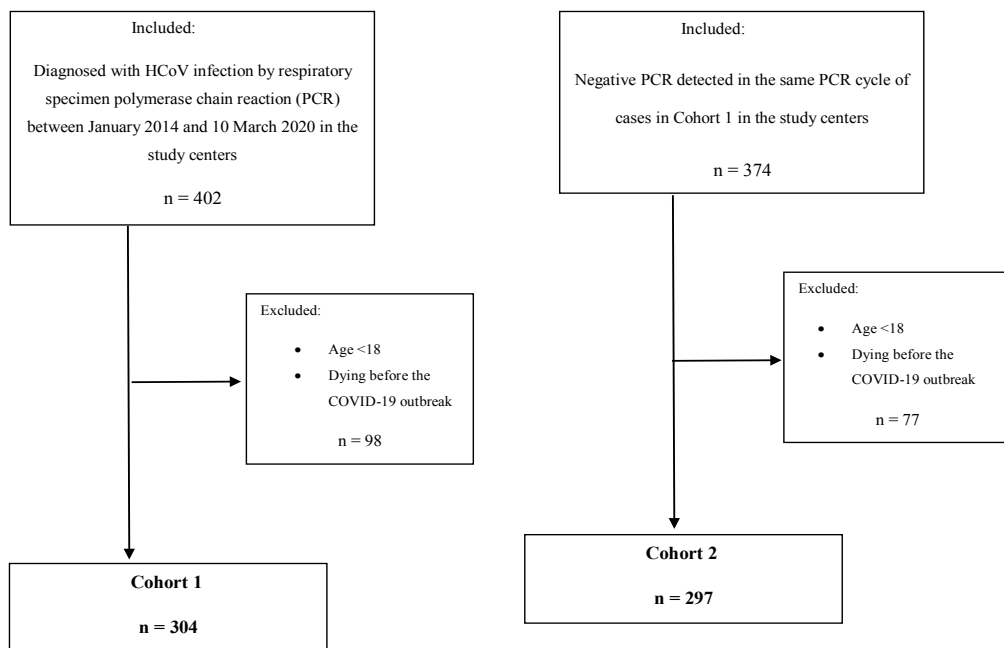 Included:
Diagnosed with HCoV infection by respiratory
specimen polymerase chain reaction (PCR)
between January 2014 and 10 March 2020 in the
study centers
n = 402
Excluded:
• Age <18
• Dying before the
COVID-19 outbreak
n = 98
Cohort 1
n = 304
Included:
Negative PCR detected in the same PCR cycle of
cases in Cohort 1 in the study centers
n = 374
Excluded:
• Age <18
• Dying before the
COVID-19 outbreak
n = 77
Cohort 2
n = 297